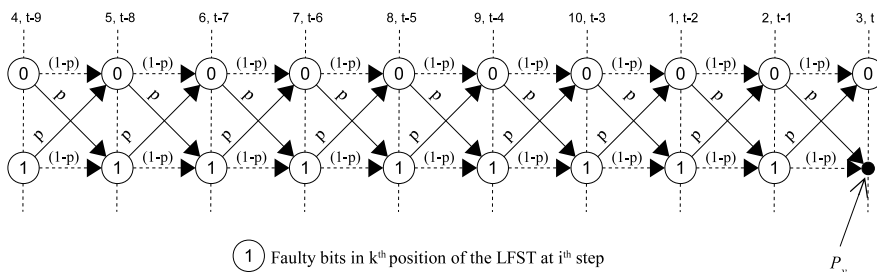 4, t-9 5, t-8 6, t-7 7, t-6 8, t-5 9, t-4 10, t-3 1, t-2 2, t-1 3, t
(1-p) (1-p) (1-p) (1-p) (1-p) (1-p) (1-p) (1-p) (1-p)
0 0 0 0 0 0 0 0 0 0
p p p p p p p p p
p p p p p p p p p
(1-p) (1-p) (1-p) (1-p) (1-p) (1-p) (1-p) (1-p) (1-p)
1 1 1 1 1 1 1 1 1
1 Faulty bits in kth position of the LFST at ith step
Pv